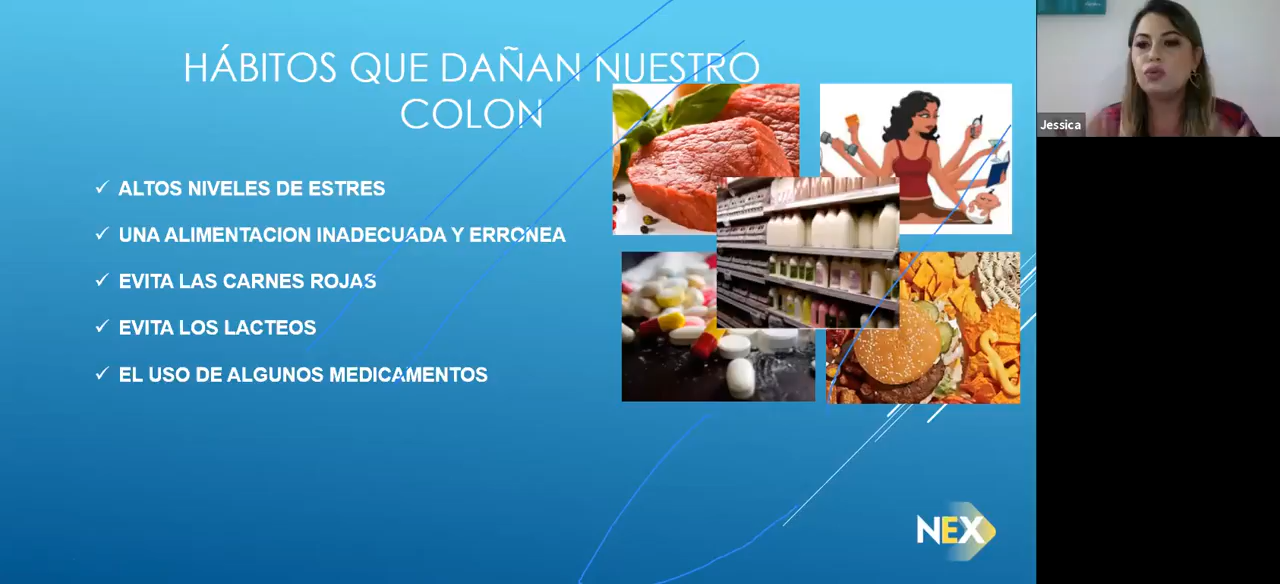 HÁBITOS QUE DAÑAN NUESTRO
COLON
ALTOS NIVELES DE ESTRES
UNA ALIMENTACION INADECUADA Y ERRONEA
EVITA LAS CARNES ROJAS
EVITA LOS LACTEOS
EL USO DE ALGUNOS MEDICAMENTOS
NEX
Jessica